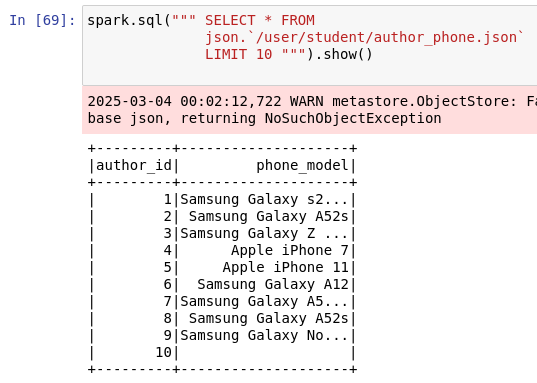 In [69]: spark.sql(""" SELECT * FROM
json.`/user/student/author_phone.json`
LIMIT 10 """).show()
2025-03-04 00:02:12,722 WARN metastore.ObjectStore: Fa
base json, returning NoSuchObjectException
+---------+-------------------+
|author_id|        phone_model|
+---------+-------------------+
|        1|Samsung Galaxy s2...|
|        2| Samsung Galaxy A52s|
|        3|Samsung Galaxy Z ...|
|        4|      Apple iPhone 7|
|        5|     Apple iPhone 11|
|        6|  Samsung Galaxy A12|
|        7|Samsung Galaxy A5...|
|        8| Samsung Galaxy A52s|
|        9|Samsung Galaxy No...|
|       10|                    |
+---------+-------------------+